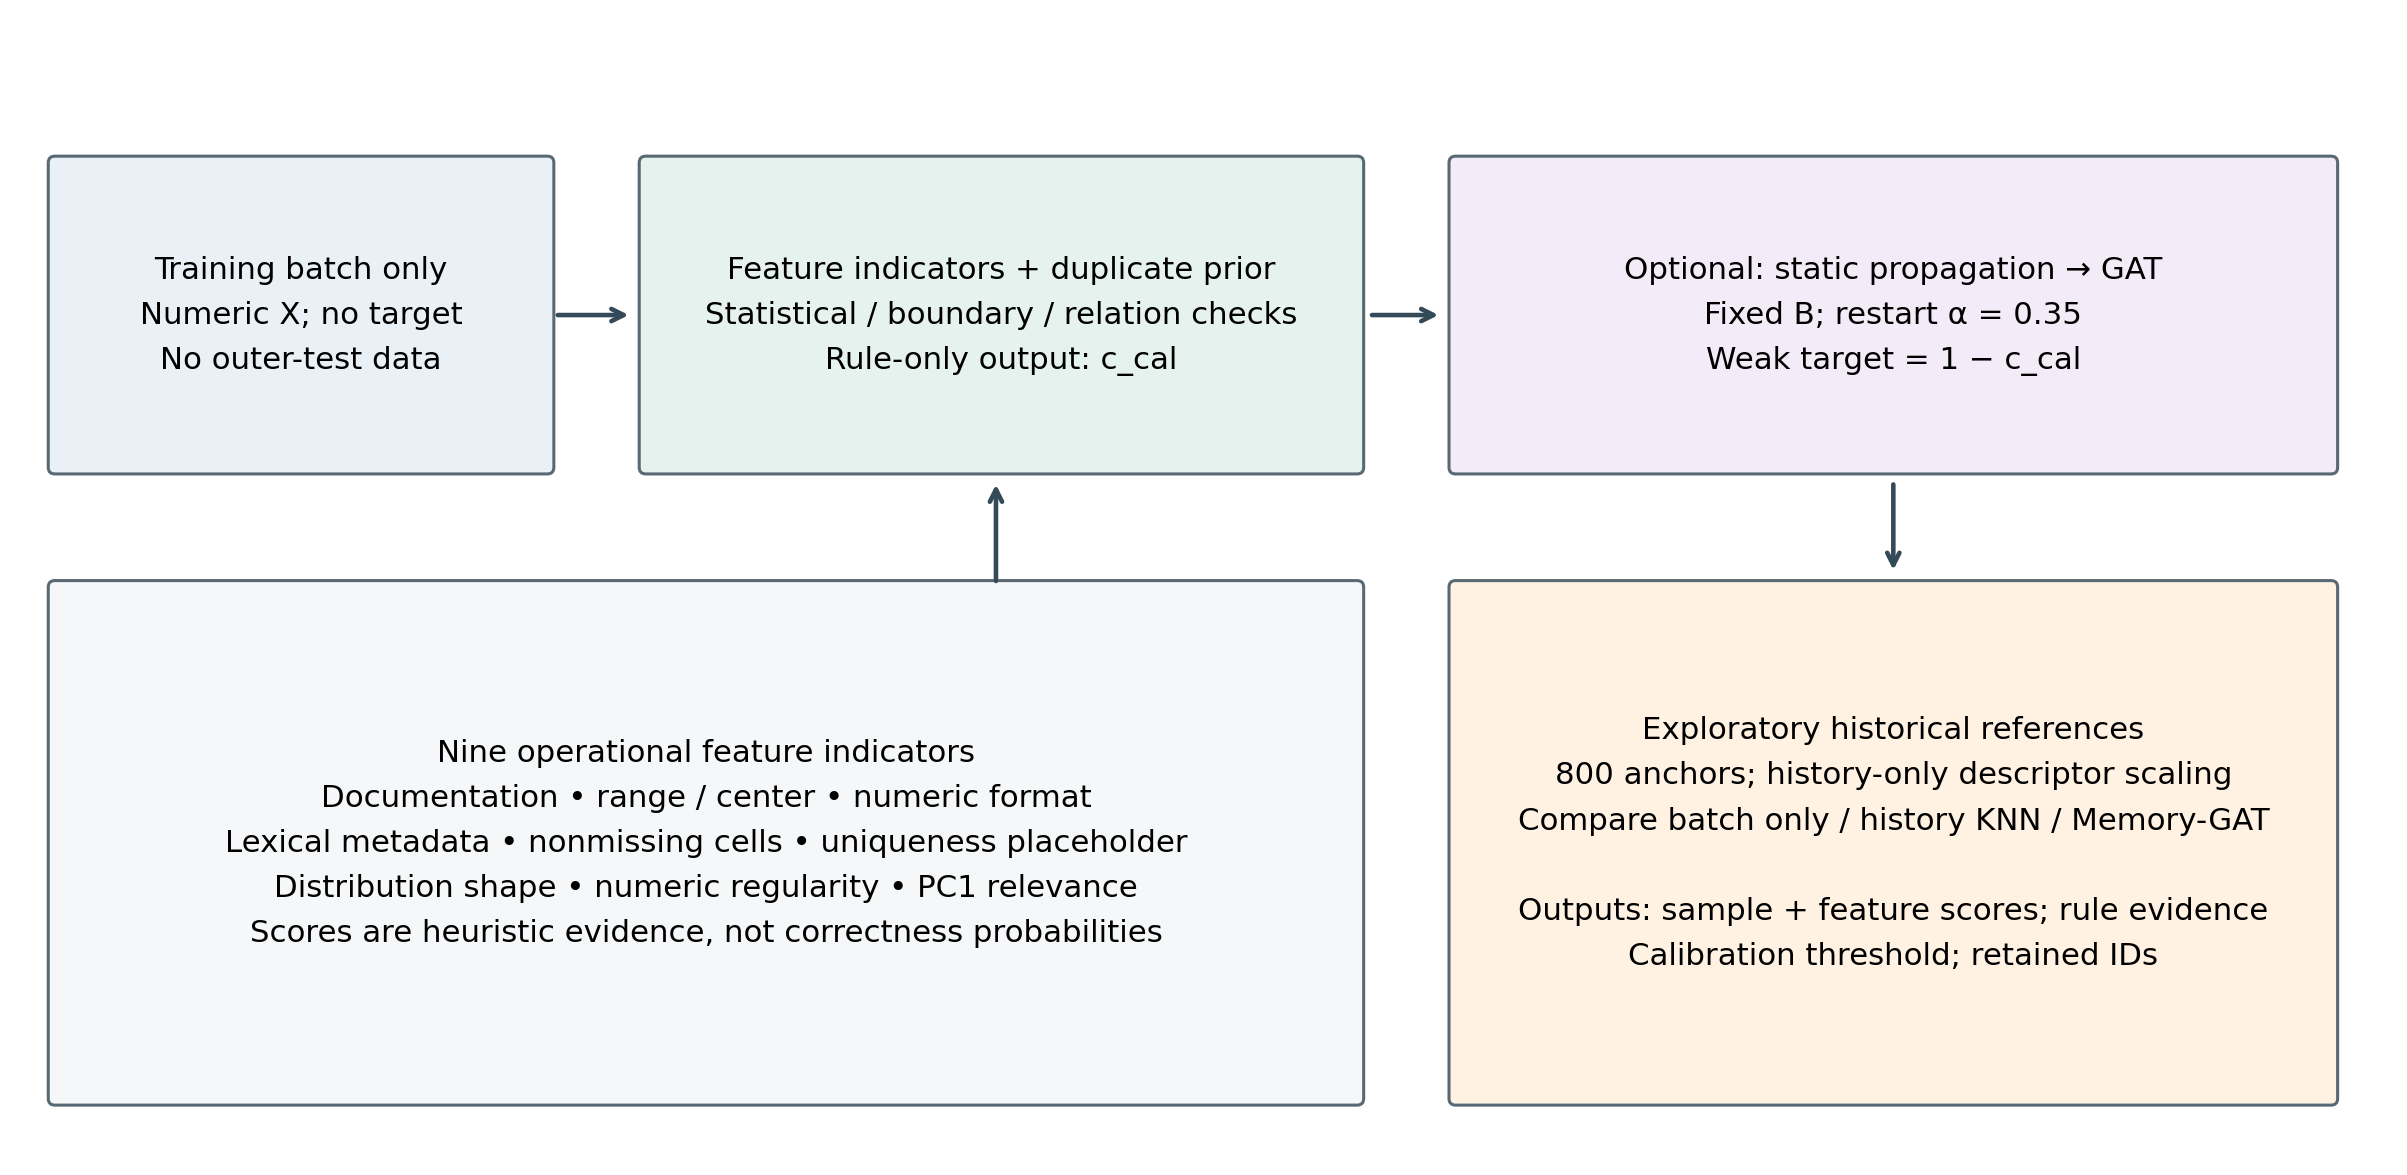 Training batch only
Numeric X; no target
No outer-test data
Feature indicators + duplicate prior
Statistical / boundary / relation checks
Rule-only output: c_cal
Optional: static propagation → GAT
Fixed B; restart α = 0.35
Weak target = 1 − c_cal
Nine operational feature indicators
Documentation • range / center • numeric format
Lexical metadata • nonmissing cells • uniqueness placeholder
Distribution shape • numeric regularity • PC1 relevance
Scores are heuristic evidence, not correctness probabilities
Exploratory historical references
800 anchors; history-only descriptor scaling
Compare batch only / history KNN / Memory-GAT
Outputs: sample + feature scores; rule evidence
Calibration threshold; retained IDs